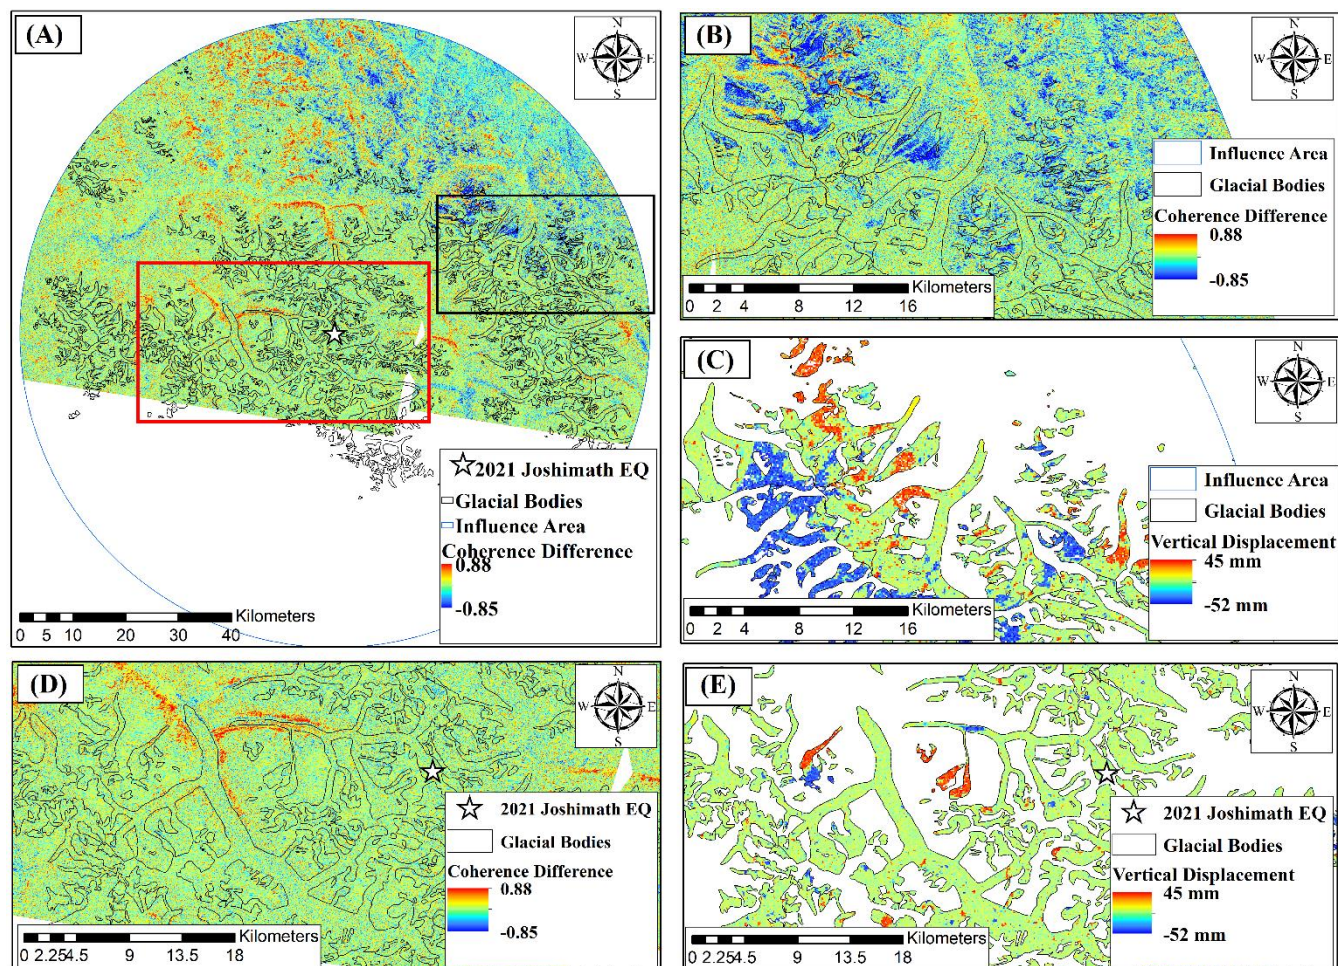 (A)
N
W E
S
2021 Joshimath EQ
Glacial Bodies
Influence Area
Coherence Difference
0.88
-0.85
Kilometers
0 5 10 20 30 40
(B)
N
W E
S
Influence Area
Glacial Bodies
Coherence Difference
0.88
-0.85
Kilometers
0 2 4 8 12 16
(C)
N
W E
S
Influence Area
Glacial Bodies
Vertical Displacement
45 mm
-52 mm
Kilometers
0 2 4 8 12 16
(D)
N
W E
S
2021 Joshimath EQ
Glacial Bodies
Coherence Difference
0.88
-0.85
Kilometers
0 2.25 4.5 9 13.5 18
(E)
N
W E
S
2021 Joshimath EQ
Glacial Bodies
Vertical Displacement
45 mm
-52 mm
Kilometers
0 2.25 4.5 9 13.5 18